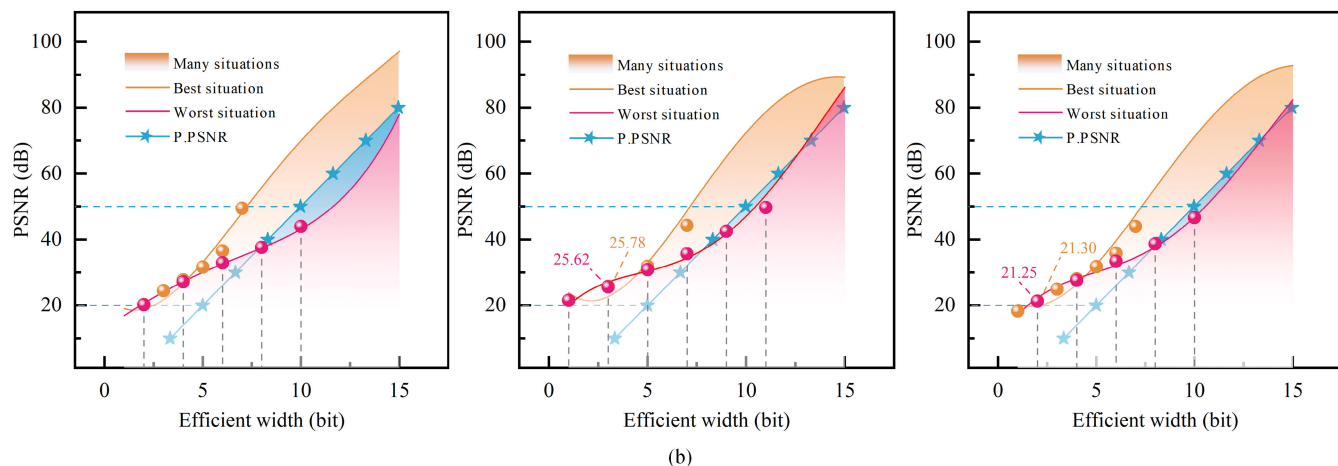 PSNR (dB)
100
80
60
40
20
Many situations
Best situation
Worst situation
P.PSNR
0
5
10
15
Efficient width (bit)
PSNR (dB)
100
80
60
40
20
Many situations
Best situation
Worst situation
P.PSNR
25.78
25.62
0
5
10
15
Efficient width (bit)
PSNR (dB)
100
80
60
40
20
Many situations
Best situation
Worst situation
P.PSNR
21.30
21.25
0
5
10
15
Efficient width (bit)
(b)